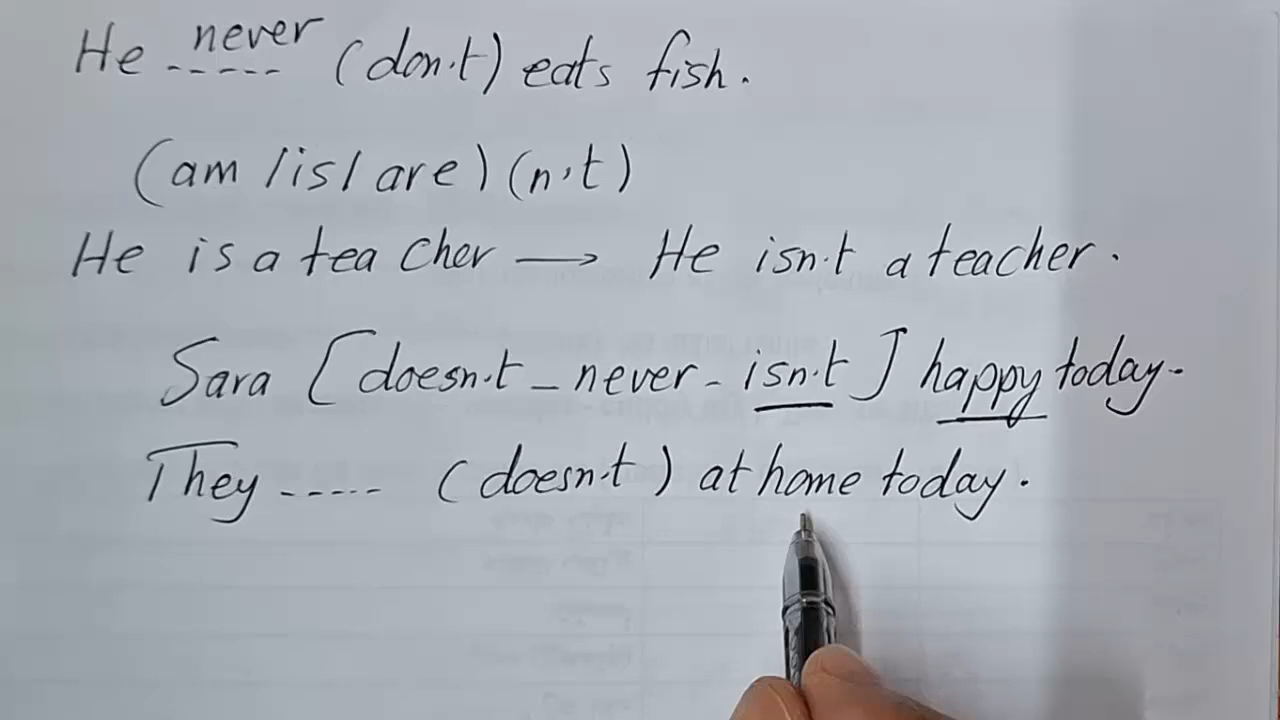 He never ----- (don't) eats fish.
(am / is / are) (n't)
He is a teacher → He isn't a teacher.
Sara [doesn't - never - isn't] happy today.
They ----- (doesn't) at home today.